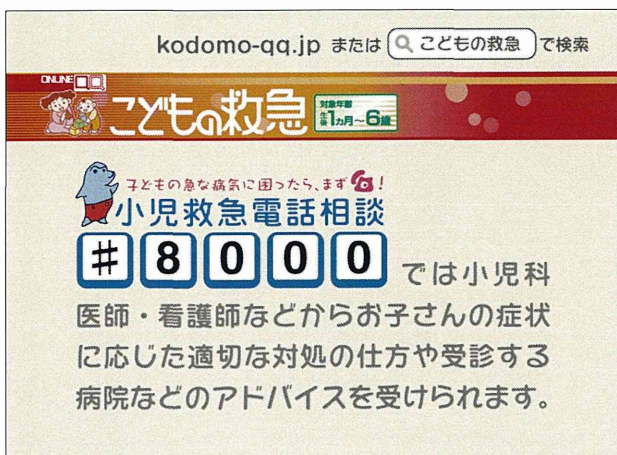 kodomo-qq.jp または こどもの救急 で検索
ONLINE QQ
こどもの救急 対象年齢 生後1ヵ月～6歳
子どもの急な病気に困ったら、まず ！
小児救急電話相談
#8000 では小児科
医師・看護師などからお子さんの症状
に応じた適切な対処の仕方や受診する
病院などのアドバイスを受けられます。